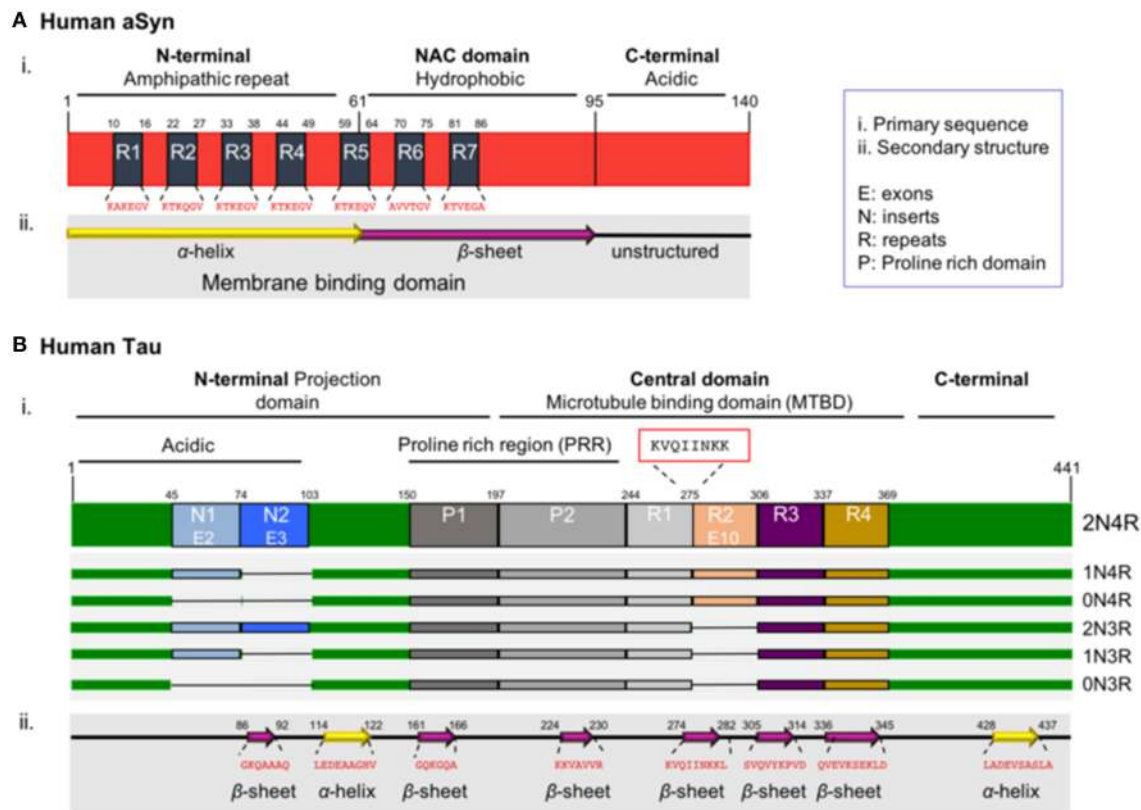 A Human aSyn
i.
N-terminal
Amphipathic repeat
NAC domain
Hydrophobic
C-terminal
Acidic
1 61 95 140
10 16 22 27 33 38 44 49 59 64 70 75 81 86
R1 R2 R3 R4 R5 R6 R7
KAKEGV KTKQGV KTKEGV KTKEGV KTKEQV AVVTGV KTVEGA
ii.
α-helix β-sheet unstructured
Membrane binding domain
i. Primary sequence
ii. Secondary structure
E: exons
N: inserts
R: repeats
P: Proline rich domain
B Human Tau
i.
N-terminal Projection
domain
Central domain
Microtubule binding domain (MTBD)
C-terminal
Acidic
Proline rich region (PRR)
KVQIINKK
1 441
45 74 103 150 197 244 275 306 337 369
N1 N2 P1 P2 R1 R2 R3 R4 2N4R
E2 E3 E10
1N4R
0N4R
2N3R
1N3R
0N3R
ii.
86 92 114 122 161 166 224 230 274 282 305 314 336 345 428 437
GKQAAAQ LEDEAAGHV GQKGQA KKVAVVR KVQIINKKL SVQVYKPVD QVEVKSEKLD LADEVSASLA
β-sheet α-helix β-sheet β-sheet β-sheet β-sheet β-sheet α-helix